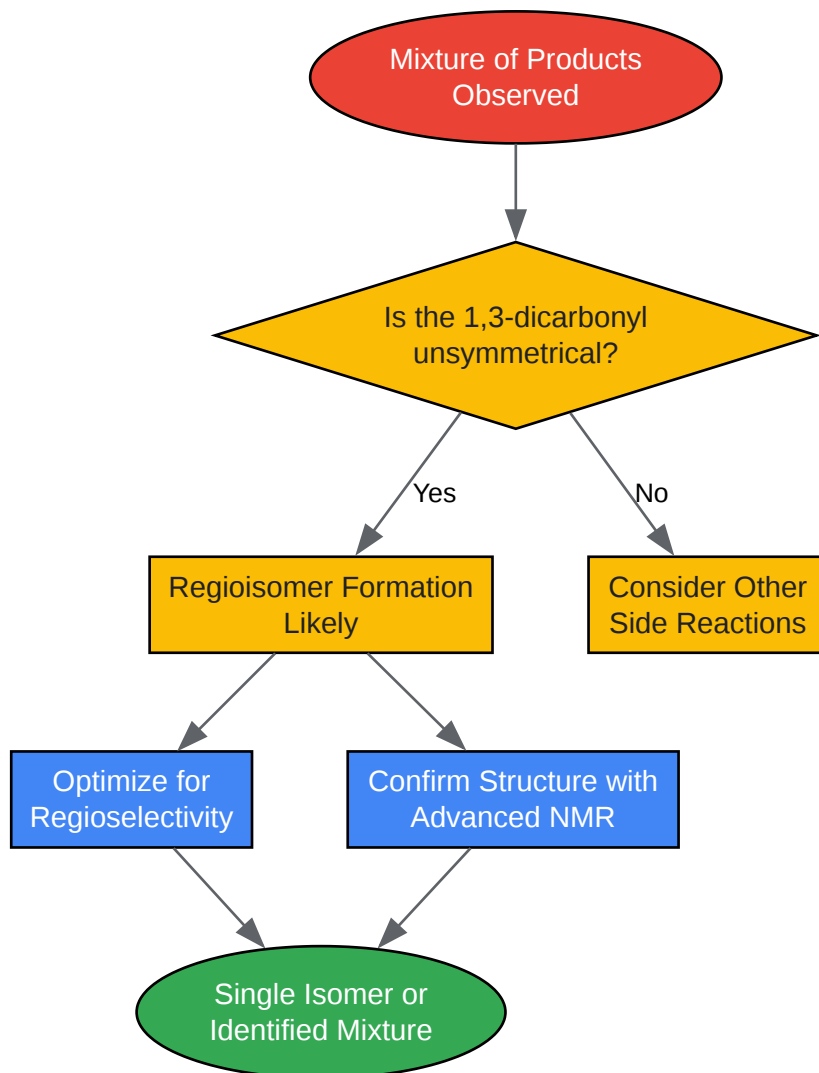 Mixture of Products
Observed
Is the 1,3-dicarbonyl
unsymmetrical?
Yes
No
Regioisomer Formation
Likely
Consider Other
Side Reactions
Optimize for
Regioselectivity
Confirm Structure with
Advanced NMR
Single Isomer or
Identified Mixture